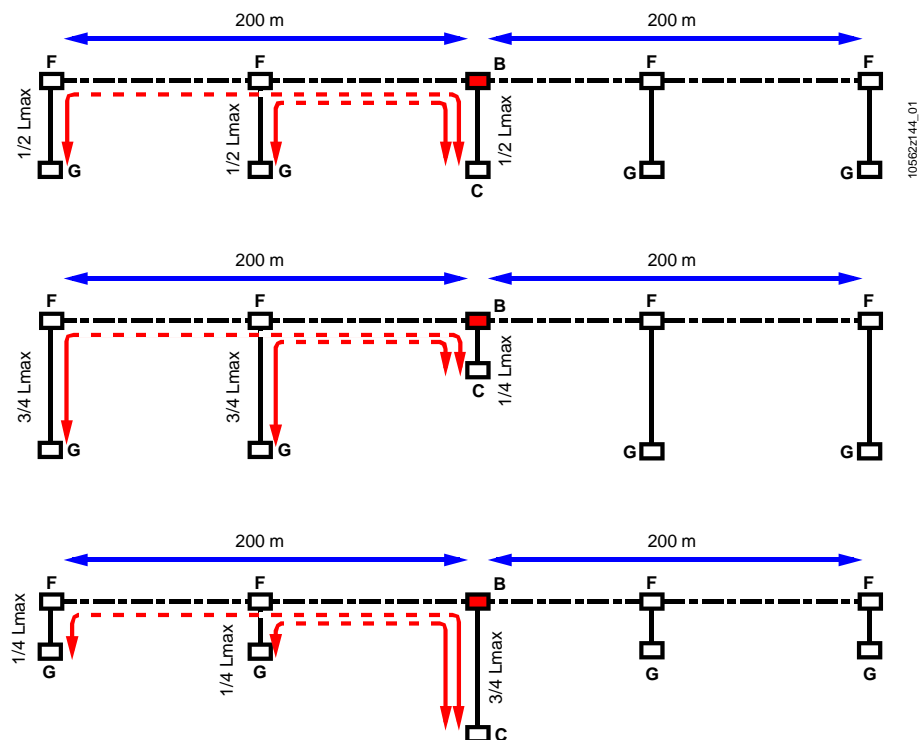 200 m 200 m
F F B F F
1/2 Lmax 1/2 Lmax 1/2 Lmax
G G C G G
10562z144_01
200 m 200 m
F F B F F
3/4 Lmax 3/4 Lmax 1/4 Lmax
C
G G G G
200 m 200 m
F F B F F
1/4 Lmax 1/4 Lmax 3/4 Lmax
G G G G
C